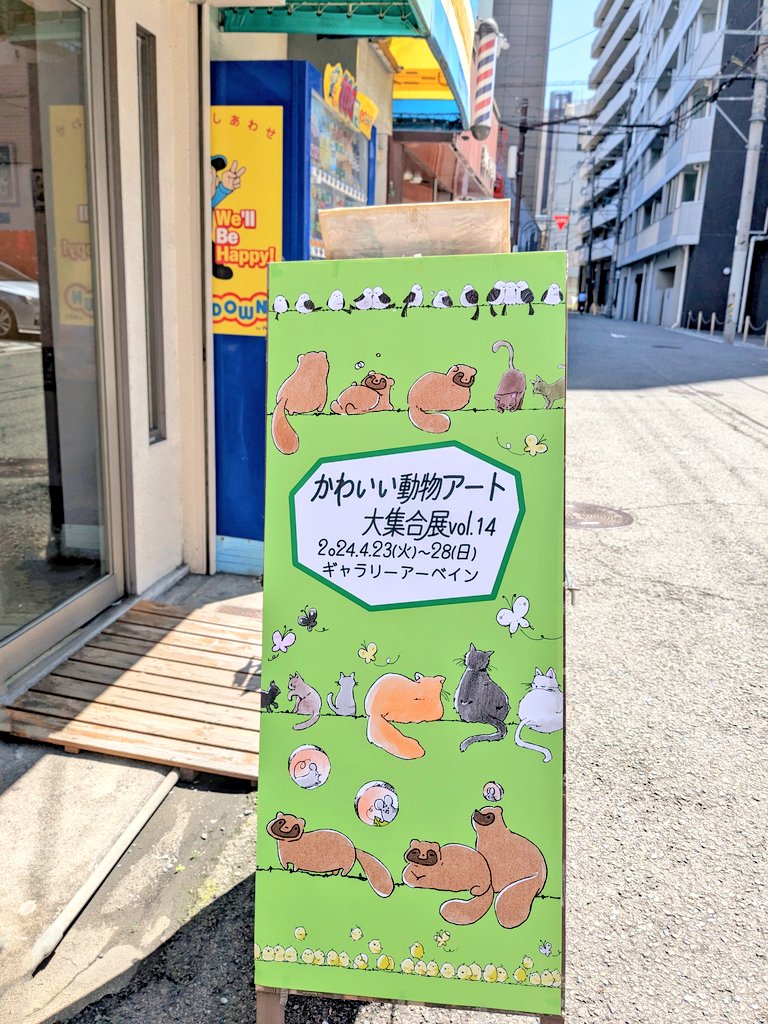 しあわせ
We'll
Be
Happy!
DOWN
かわいい動物アート
大集合展vol.14
2024.4.23(火)~28(日)
ギャラリーアーベイン